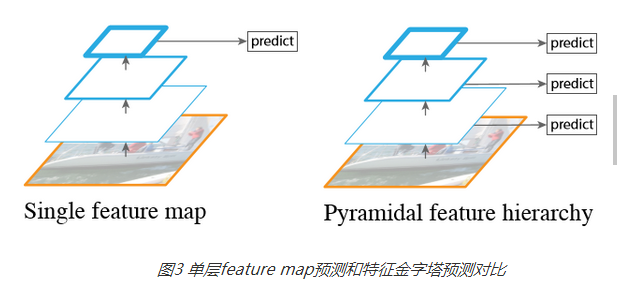 predict
Single feature map
predict
predict
predict
Pyramidal feature hierarchy
图3 单层feature map预测和特征金字塔预测对比